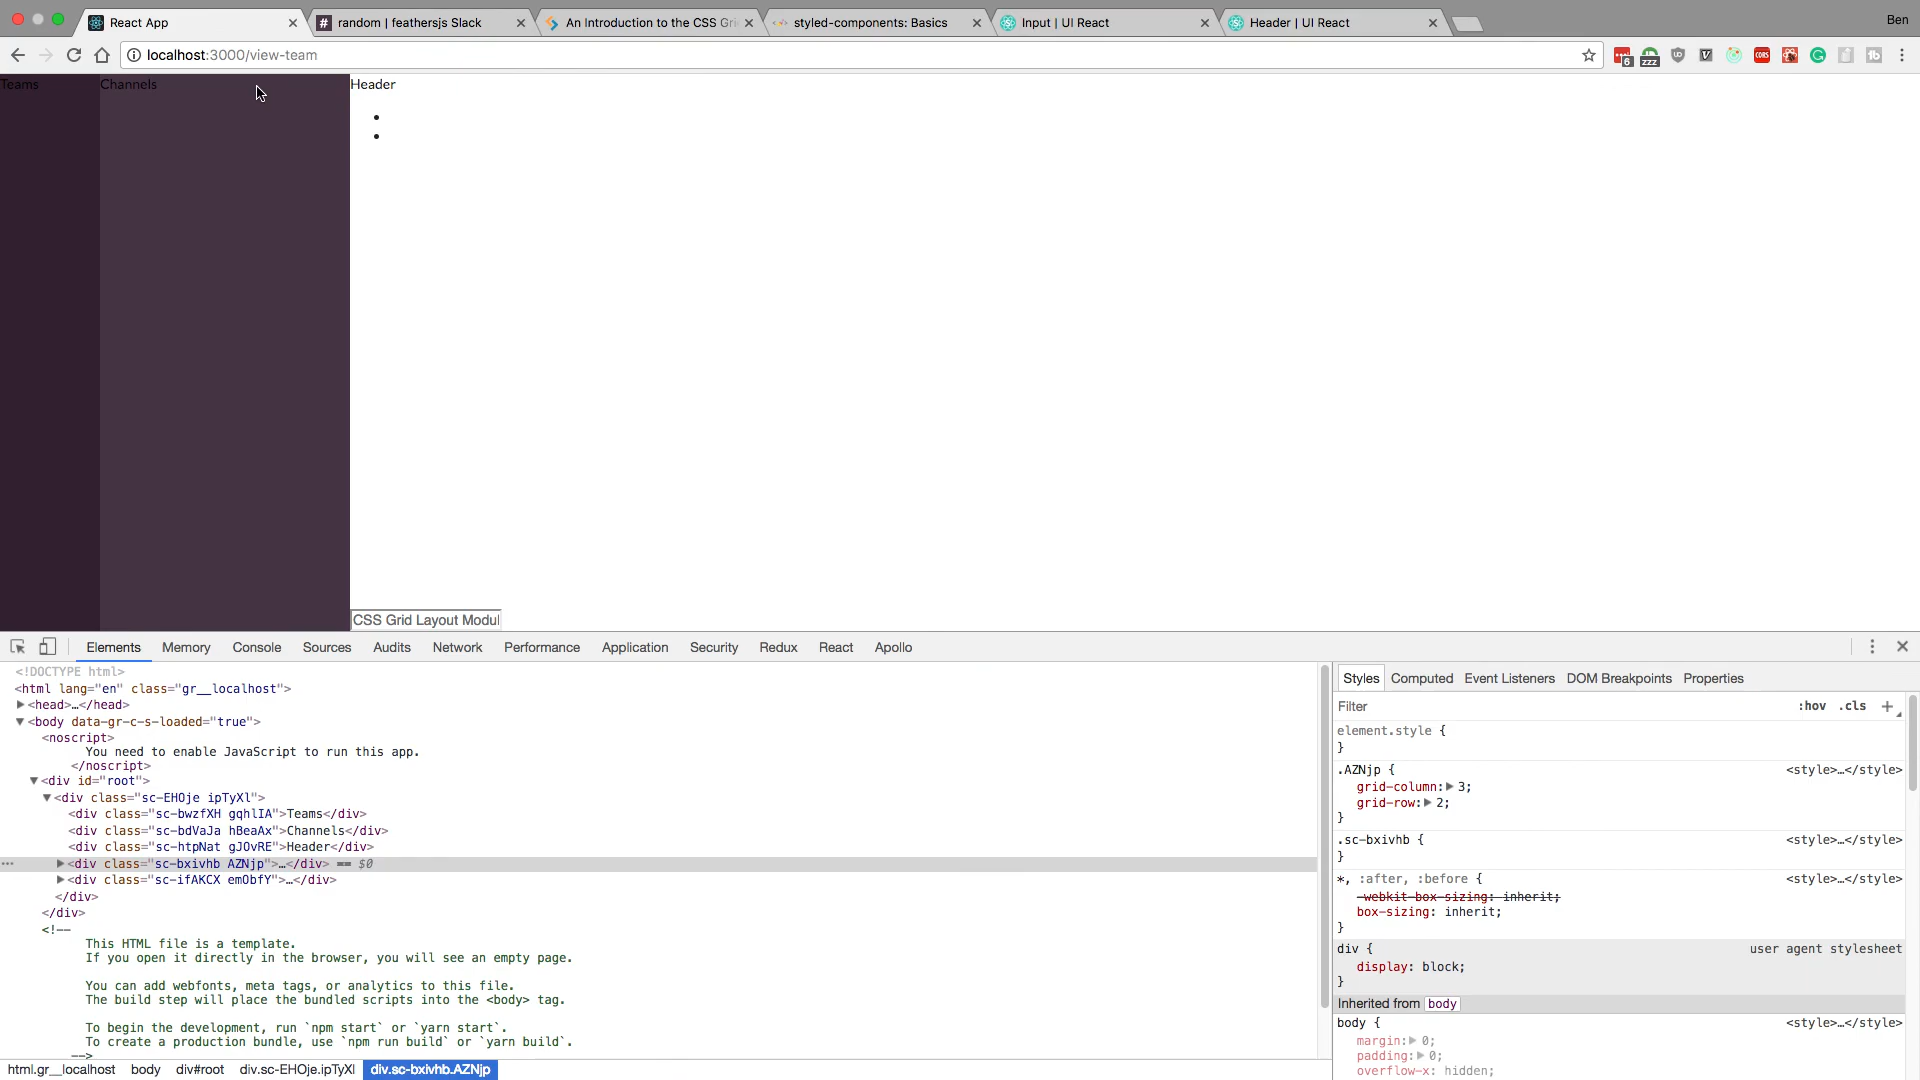 React App
random | feathersjs Slack
An Introduction to the CSS Gri
styled-components: Basics
Input | UI React
Header | UI React
Ben
localhost:3000/view-team
6
zzz
CORS
Teams
Channels
Header
CSS Grid Layout Modul
Elements Memory Console Sources Audits Network Performance Application Security Redux React Apollo
<!DOCTYPE html>
<html lang="en" class="gr__localhost">
<head>…</head>
<body data-gr-c-s-loaded="true">
<noscript>
You need to enable JavaScript to run this app.
</noscript>
<div id="root">
<div class="sc-EHOje ipTyXl">
<div class="sc-bwzfXH gqhlIA">Teams</div>
<div class="sc-bdVaJa hBeaAx">Channels</div>
<div class="sc-htpNat gJOvRE">Header</div>
<div class="sc-bxivhb AZNjp">…</div> == $0
<div class="sc-ifAKCX emObfY">…</div>
</div>
</div>
<!--
This HTML file is a template.
If you open it directly in the browser, you will see an empty page.
You can add webfonts, meta tags, or analytics to this file.
The build step will place the bundled scripts into the <body> tag.
To begin the development, run `npm start` or `yarn start`.
To create a production bundle, use `npm run build` or `yarn build`.
-->
html.gr__localhost body div#root div.sc-EHOje.ipTyXl div.sc-bxivhb.AZNjp
Styles Computed Event Listeners DOM Breakpoints Properties
Filter :hov .cls +
element.style {
}
.AZNjp { <style>…</style>
grid-column: 3;
grid-row: 2;
}
.sc-bxivhb { <style>…</style>
}
*, :after, :before { <style>…</style>
-webkit-box-sizing: inherit;
box-sizing: inherit;
}
div { user agent stylesheet
display: block;
}
Inherited from body
body { <style>…</style>
margin: 0;
padding: 0;
overflow-x: hidden;